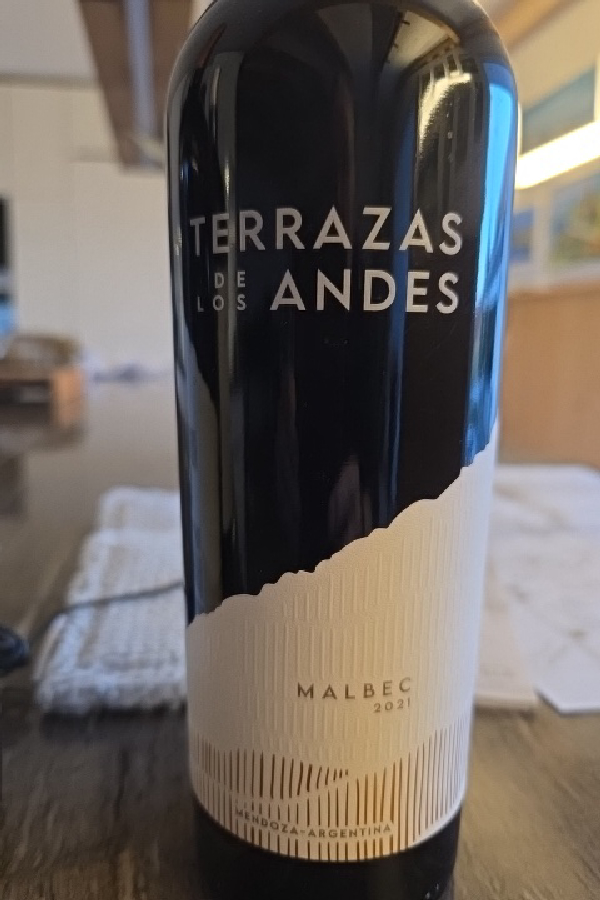 TERRAZAS
DE
LOS ANDES
MALBEC
2021
MENDOZA-ARGENTINA